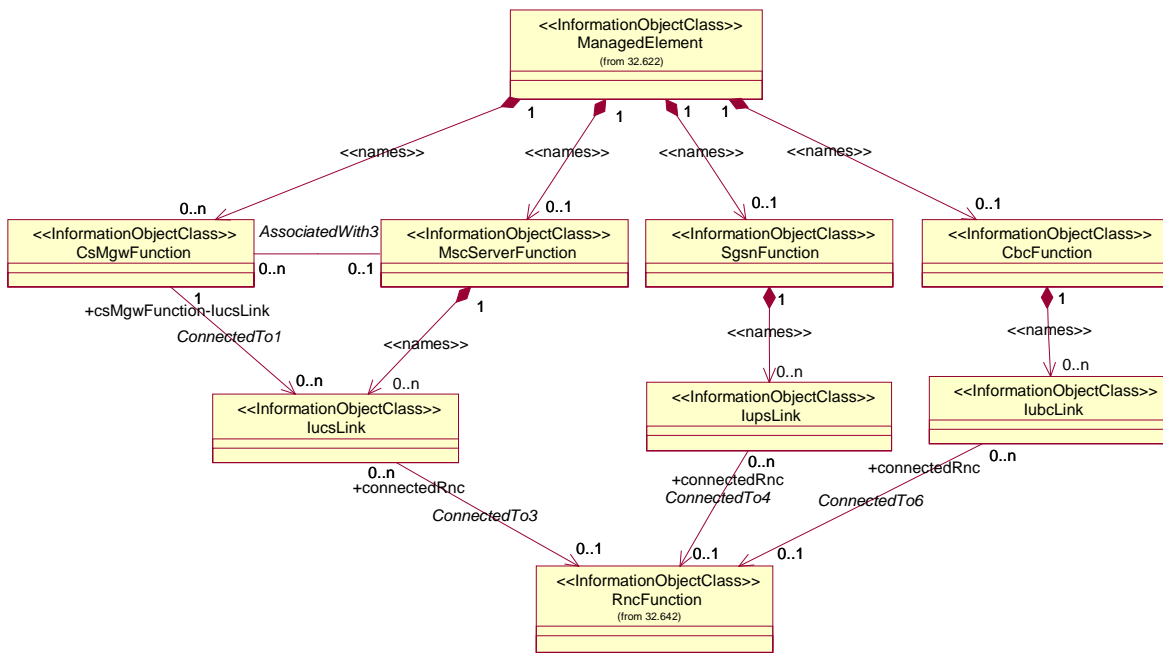 <<InformationObjectClass>>
ManagedElement
(from 32.622)
1
1
1
1
<<names>>
<<names>>
<<names>>
<<names>>
0..n
0..1
0..1
0..1
<<InformationObjectClass>>
CsMgwFunction
AssociatedWith3
0..n
0..1
<<InformationObjectClass>>
MscServerFunction
<<InformationObjectClass>>
SgsnFunction
<<InformationObjectClass>>
CbcFunction
1
+csMgwFunction-IucsLink
ConnectedTo1
0..n
1
<<names>>
0..n
1
<<names>>
0..n
1
<<names>>
0..n
<<InformationObjectClass>>
IucsLink
<<InformationObjectClass>>
IupsLink
<<InformationObjectClass>>
IubcLink
0..n
+connectedRnc
ConnectedTo3
0..1
0..n
+connectedRnc
ConnectedTo4
0..1
0..n
+connectedRnc
ConnectedTo6
0..1
<<InformationObjectClass>>
RncFunction
(from 32.642)